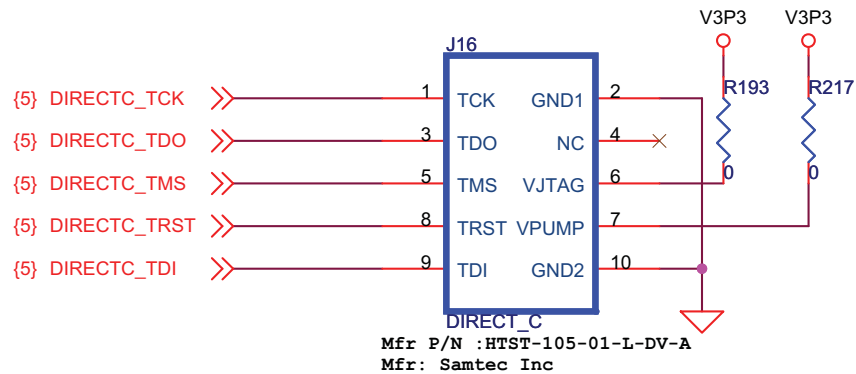 V3P3 V3P3
J16
R193 R217
{5} DIRECTC_TCK 1 TCK GND1 2
{5} DIRECTC_TDO 3 TDO NC 4
0 0
{5} DIRECTC_TMS 5 TMS VJTAG 6
{5} DIRECTC_TRST 8 TRST VPUMP 7
{5} DIRECTC_TDI 9 TDI GND2 10
DIRECT_C
Mfr P/N :HTST-105-01-L-DV-A
Mfr: Samtec Inc